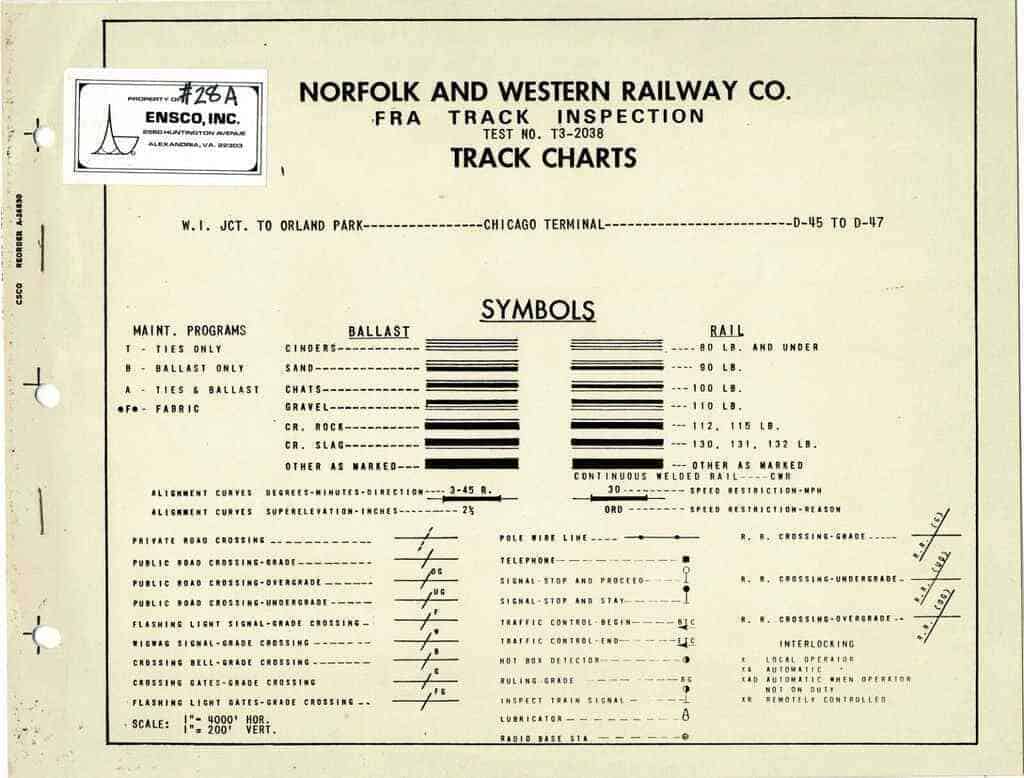 PROPERTY OF #28A
ENSCO, INC.
2560 HUNTINGTON AVENUE
ALEXANDRIA, VA. 22303
CSCO REORDER A-26830
NORFOLK AND WESTERN RAILWAY CO.
FRA TRACK INSPECTION
TEST NO. T3-2038
TRACK CHARTS
W.I. JCT. TO ORLAND PARK----------------CHICAGO TERMINAL-------------------------D-45 TO D-47
SYMBOLS
MAINT. PROGRAMS
T - TIES ONLY
B - BALLAST ONLY
A - TIES & BALLAST
•F• - FABRIC
BALLAST
CINDERS
SAND
CHATS
GRAVEL
CR. ROCK
CR. SLAG
OTHER AS MARKED
RAIL
80 LB. AND UNDER
90 LB.
100 LB.
110 LB.
112, 115 LB.
130, 131, 132 LB.
OTHER AS MARKED
CONTINUOUS WELDED RAIL----CWR
ALIGNMENT CURVES DEGREES-MINUTES-DIRECTION---- 3-45 R.
ALIGNMENT CURVES SUPERELEVATION-INCHES---------- 2½
30 --------- SPEED RESTRICTION-MPH
ORD -------- SPEED RESTRICTION-REASON
PRIVATE ROAD CROSSING
PUBLIC ROAD CROSSING-GRADE
PUBLIC ROAD CROSSING-OVERGRADE OG
PUBLIC ROAD CROSSING-UNDERGRADE UG
FLASHING LIGHT SIGNAL-GRADE CROSSING F
WIGWAG SIGNAL-GRADE CROSSING W
CROSSING BELL-GRADE CROSSING B
CROSSING GATES-GRADE CROSSING G
FLASHING LIGHT GATES-GRADE CROSSING FG
SCALE: 1"= 4000' HOR.
1"= 200' VERT.
POLE WIRE LINE
TELEPHONE
SIGNAL-STOP AND PROCEED
SIGNAL-STOP AND STAY
TRAFFIC CONTROL-BEGIN BTC
TRAFFIC CONTROL-END ETC
HOT BOX DETECTOR
RULING GRADE RG
INSPECT TRAIN SIGNAL
LUBRICATOR
RADIO BASE STA
R. R. CROSSING-GRADE R.R. (G)
R. R. CROSSING-UNDERGRADE R.R. (UG)
R. R. CROSSING-OVERGRADE R.R. (OG)
INTERLOCKING
X LOCAL OPERATOR
XA AUTOMATIC "
XAO AUTOMATIC WHEN OPERATOR
NOT ON DUTY
XR REMOTELY CONTROLLED